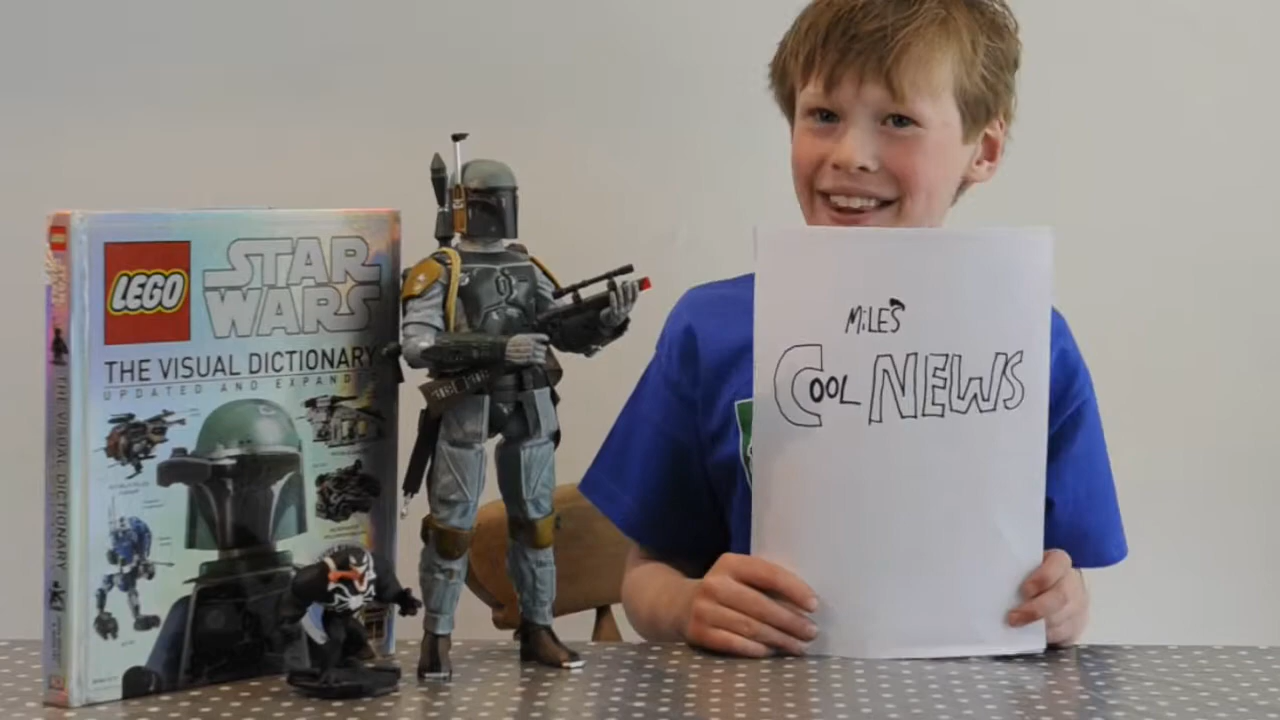 LEGO
STAR
WARS
THE VISUAL DICTIONARY
UPDATED AND EXPANDED
THE VISUAL DICTIONARY
MiLES
COOL NEWS